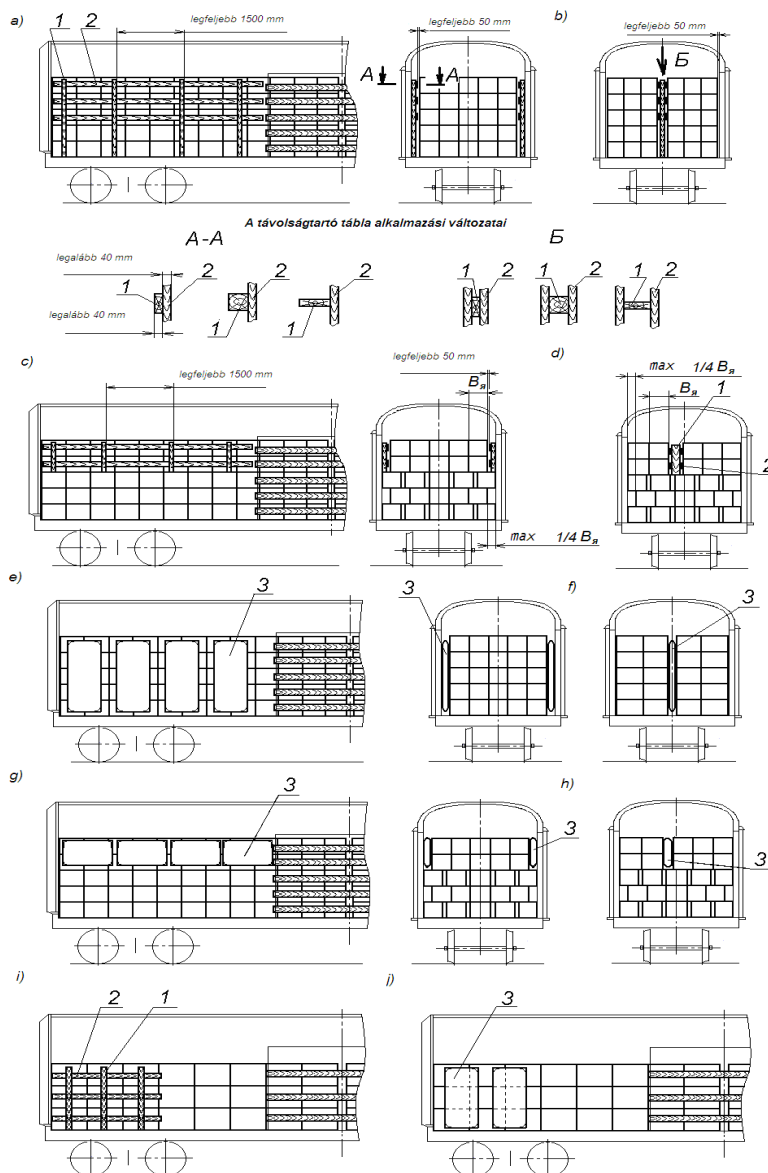 a)
1
2
legfeljebb 1500 mm
legfeljebb 50 mm
A
A
b)
legfeljebb 50 mm
Б
A távolságtartó tábla alkalmazási változatai
A-A
legalább 40 mm
legalább 40 mm
1
2
1
2
1
2
Б
1
2
1
2
1
2
c)
legfeljebb 1500 mm
legfeljebb 50 mm
Bя
max 1/4 Bя
d)
max 1/4 Bя
Bя
1
2
e)
3
3
f)
3
g)
3
3
h)
3
i)
2
1
j)
3